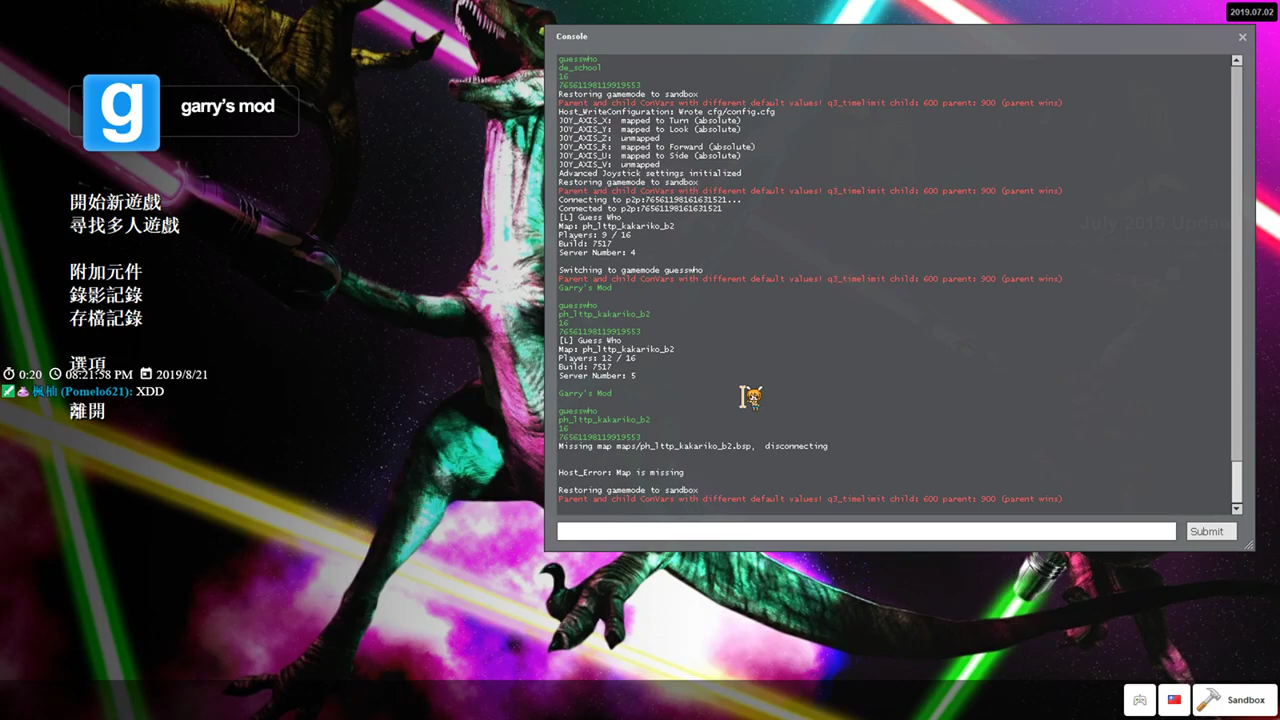 2019.07.02
g garry's mod
開始新遊戲
尋找多人遊戲
附加元件
錄影記錄
存檔記錄
選項
0:20 08:21:58 PM 2019/8/21
楓柚 (Pomelo621): XDD
離開
Console
guesswho
de_school
16
76561198119919553
Restoring gamemode to sandbox
Parent and child ConVars with different default values! q3_timelimit child: 600 parent: 900 (parent wins)
Host_WriteConfiguration: Wrote cfg/config.cfg
JOY_AXIS_X: mapped to Turn (absolute)
JOY_AXIS_Y: mapped to Look (absolute)
JOY_AXIS_Z: unmapped
JOY_AXIS_R: mapped to Forward (absolute)
JOY_AXIS_U: mapped to Side (absolute)
JOY_AXIS_V: unmapped
Advanced Joystick settings initialized
Restoring gamemode to sandbox
Parent and child ConVars with different default values! q3_timelimit child: 600 parent: 900 (parent wins)
Connecting to p2p:76561198161631521...
Connected to p2p:76561198161631521
[L] Guess Who
Map: ph_kakariko_b2
Players: 9 / 16
Build: 7517
Server Number: 4
Switching to gamemode guesswho
Parent and child ConVars with different default values! q3_timelimit child: 600 parent: 900 (parent wins)
Garry's Mod
guesswho
ph_lttp_kakariko_b2
16
76561198119919553
[L] Guess Who
Map: ph_lttp_kakariko_b2
Players: 12 / 16
Build: 7517
Server Number: 5
Garry's Mod
guesswho
ph_lttp_kakariko_b2
16
76561198119919553
Missing map maps/ph_lttp_kakariko_b2.bsp, disconnecting
Host_Error: Map is missing
Restoring gamemode to sandbox
Parent and child ConVars with different default values! q3_timelimit child: 600 parent: 900 (parent wins)
Submit
July 2019 Update
Sandbox